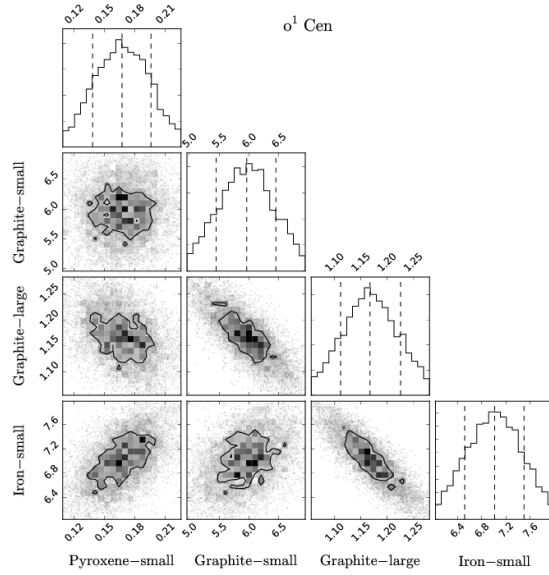 0.12 0.15 0.18 0.21
o¹ Cen
5.0 5.5 6.0 6.5
Graphite−small
6.5
6.0
5.5
5.0
1.10 1.15 1.20 1.25
Graphite−large
1.25
1.20
1.15
1.10
6.4 6.8 7.2 7.6
Iron−small
7.6
7.2
6.8
6.4
0.12 0.15 0.18 0.21
5.0 5.5 6.0 6.5
1.10 1.15 1.20 1.25
6.4 6.8 7.2 7.6
Pyroxene−small Graphite−small Graphite−large Iron−small